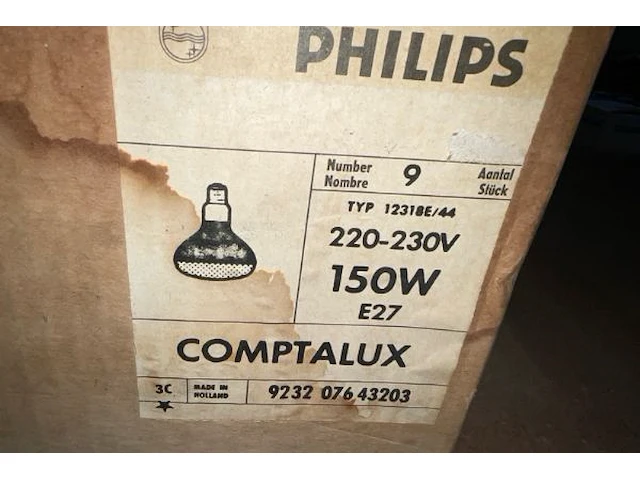 PHILIPS
Number 9 Aantal
Nombre Stück
TYP 12318E/44
220-230V
150W
E27
COMPTALUX
3C MADE IN HOLLAND 9232 076 43203